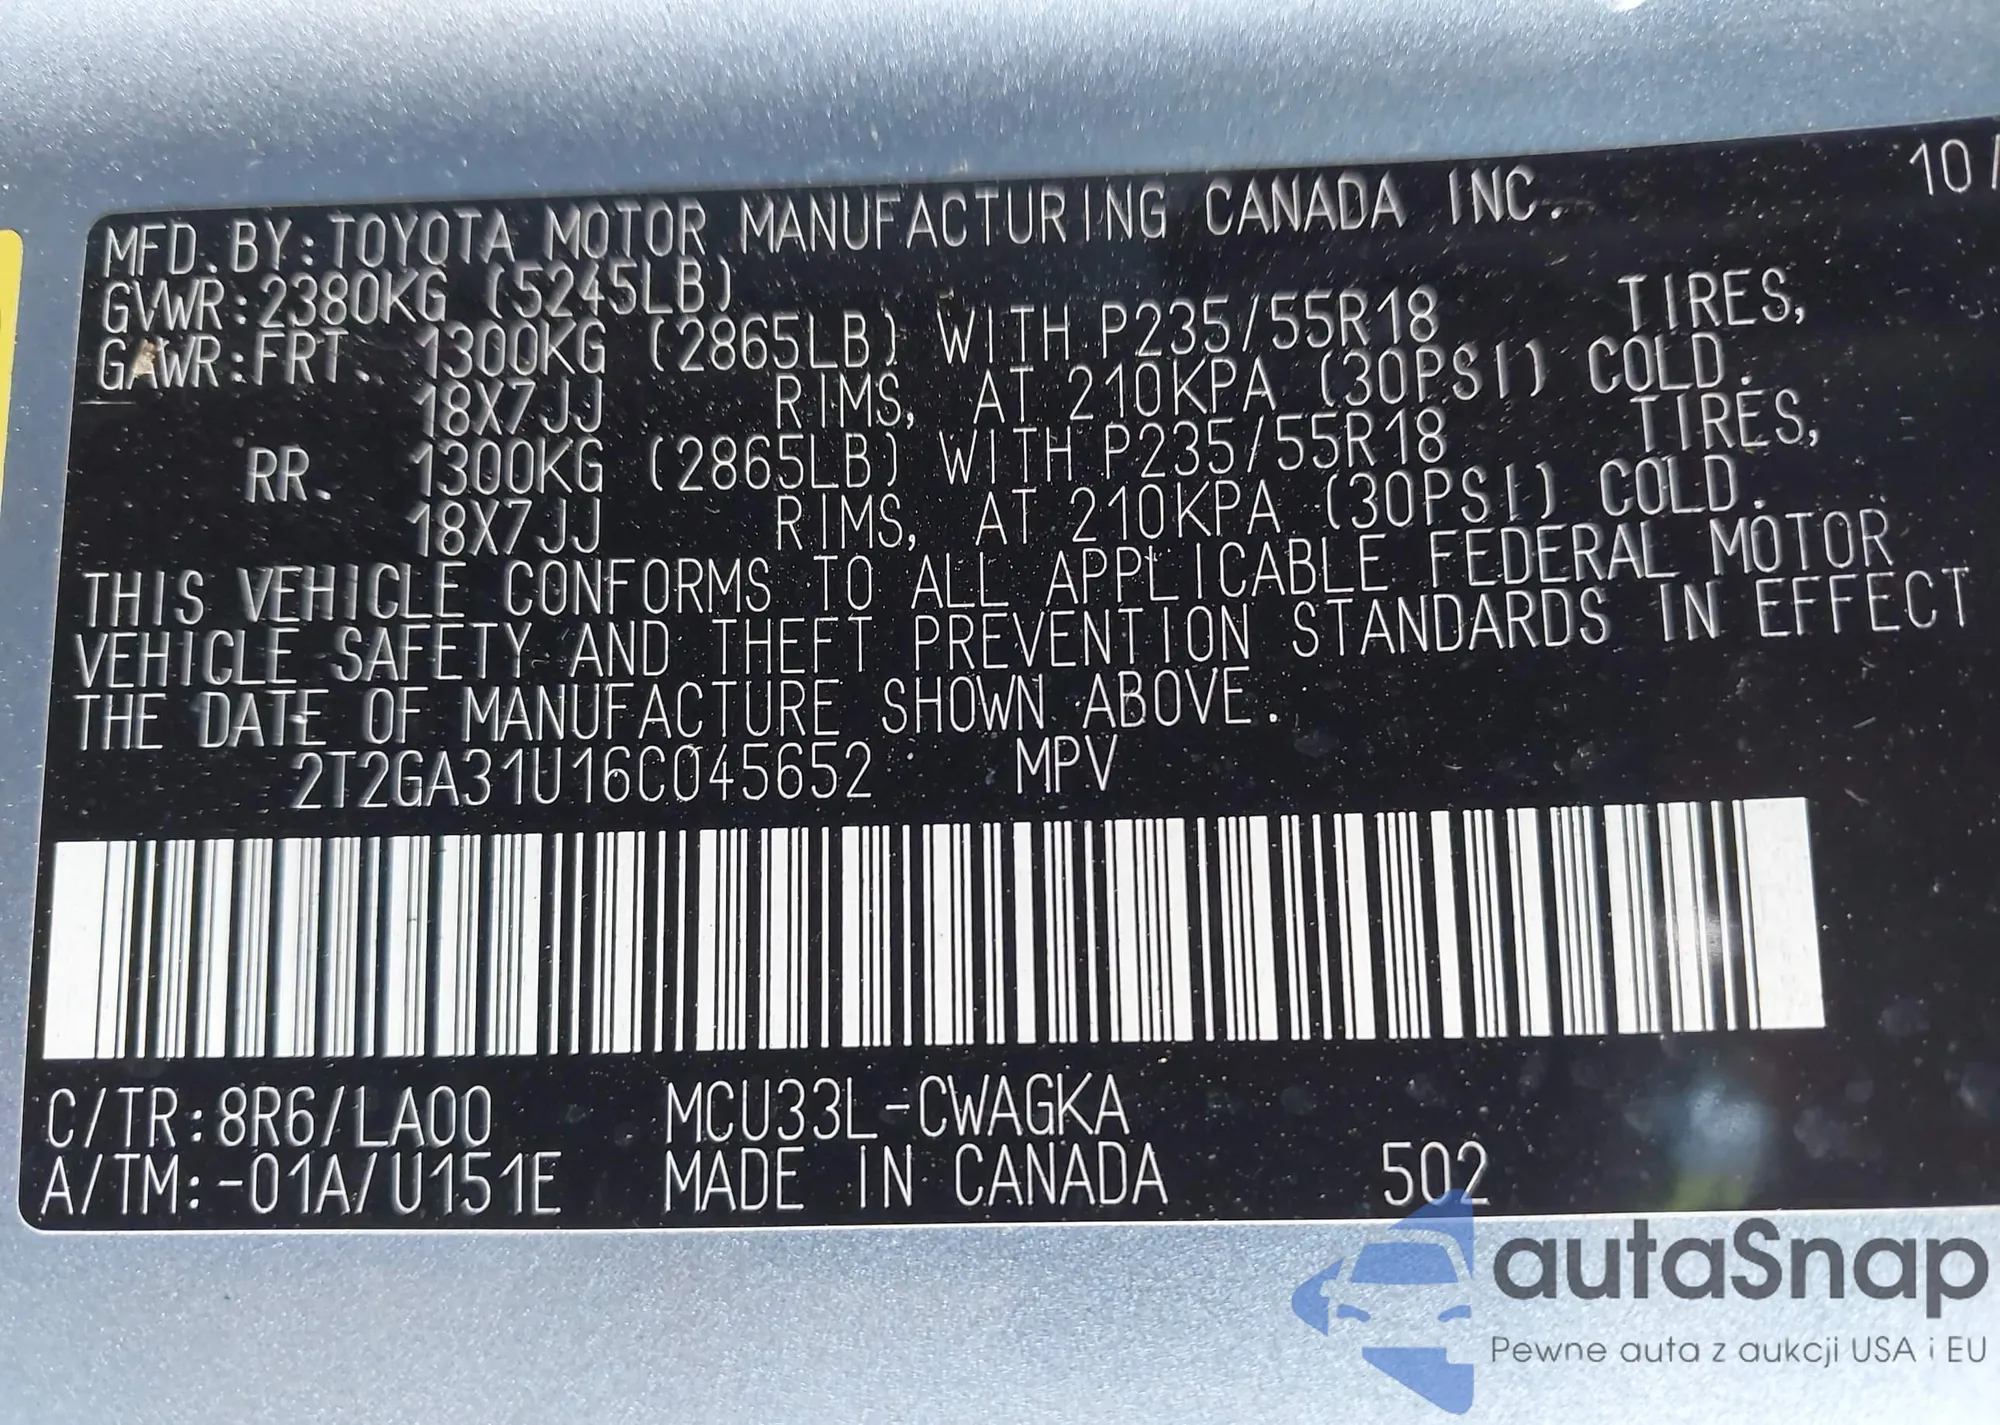 10/
MFD. BY: TOYOTA MOTOR MANUFACTURING CANADA INC.
GVWR: 2380KG (5245LB)
GAWR: FRT. 1300KG (2865LB) WITH P235/55R18 TIRES,
18X7JJ RIMS, AT 210KPA (30PSI) COLD.
RR. 1300KG (2865LB) WITH P235/55R18 TIRES,
18X7JJ RIMS, AT 210KPA (30PSI) COLD.
THIS VEHICLE CONFORMS TO ALL APPLICABLE FEDERAL MOTOR
VEHICLE SAFETY AND THEFT PREVENTION STANDARDS IN EFFECT
THE DATE OF MANUFACTURE SHOWN ABOVE.
2T2GA31U16C045652 MPV
C/TR: 8R6/LA00 MCU33L-CWAGKA
A/TM: -01A/U151E MADE IN CANADA 502
autaSnap
Pewne auta z aukcji USA i EU